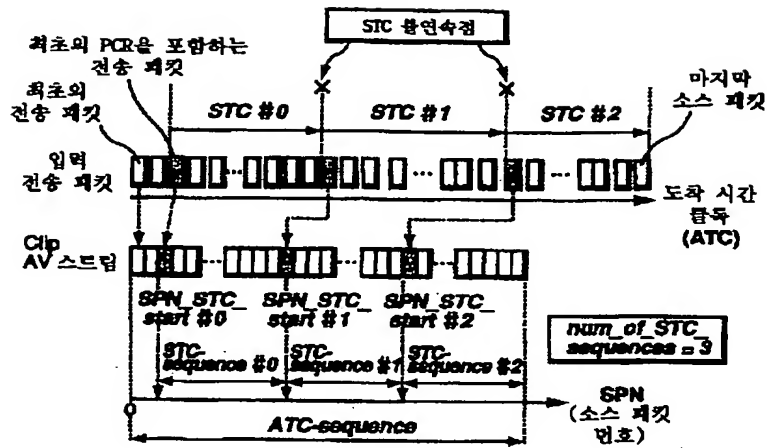 STC 불연속점
최초의 PCR을 포함하는
전송 패킷
최초의
전송 패킷
마지막
소스 패킷
STC #0
STC #1
STC #2
입력
전송 패킷
도착 시간
클록
(ATC)
Clip
AV 스트림
SPN_STC_
start #0
SPN_STC_
start #1
SPN_STC_
start #2
num_of_STC_
sequences = 3
STC-
sequence #0
STC-
sequence #1
STC-
sequence #2
0
SPN
(소스 패킷
번호)
ATC-sequence